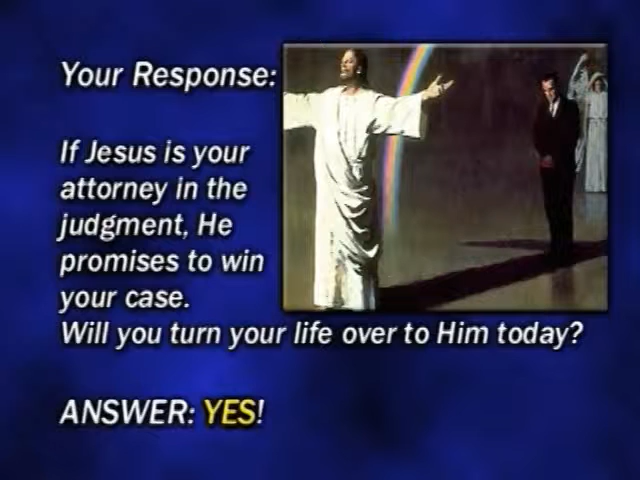 Your Response:
If Jesus is your
attorney in the
judgment, He
promises to win
your case.
Will you turn your life over to Him today?
ANSWER: YES!